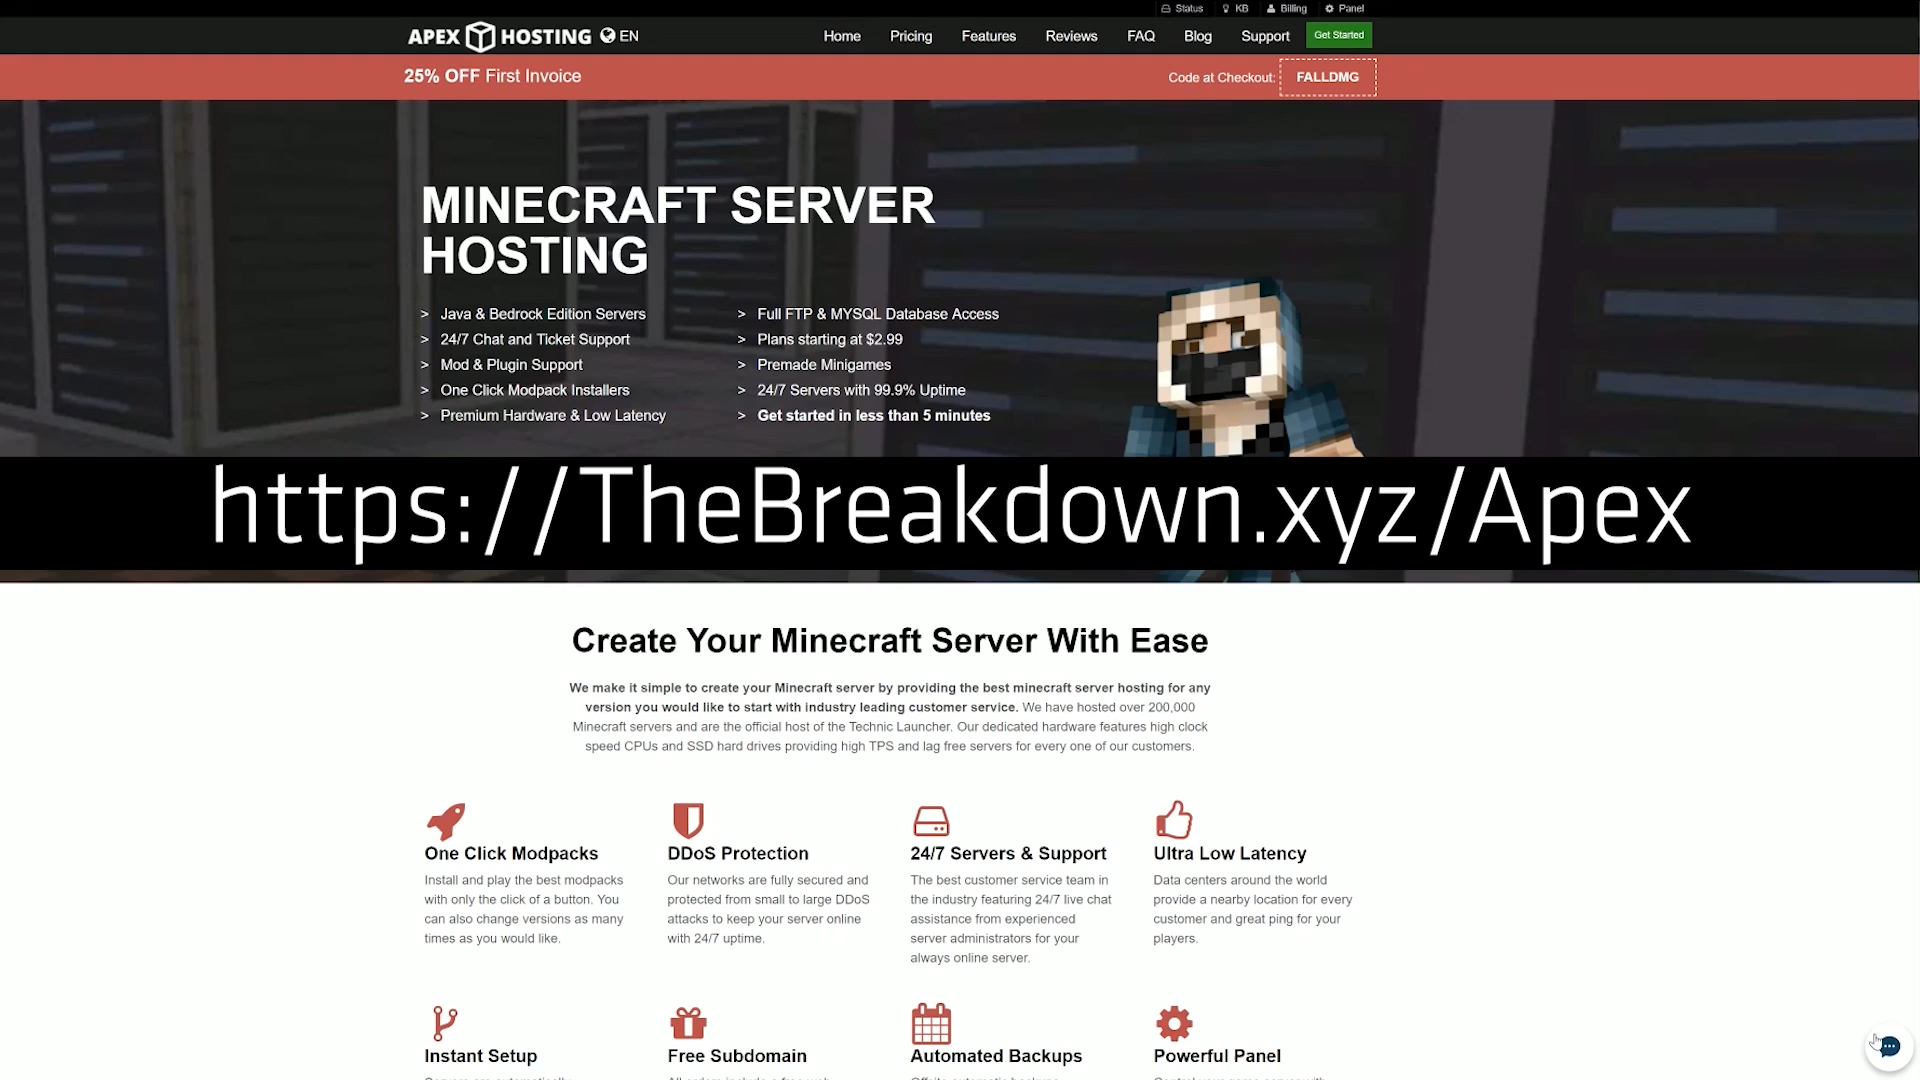 Status KB Billing Panel
APEX HOSTING EN Home Pricing Features Reviews FAQ Blog Support Get Started
25% OFF First Invoice Code at Checkout: FALLDMG
MINECRAFT SERVER
HOSTING
> Java & Bedrock Edition Servers
> 24/7 Chat and Ticket Support
> Mod & Plugin Support
> One Click Modpack Installers
> Premium Hardware & Low Latency
> Full FTP & MYSQL Database Access
> Plans starting at $2.99
> Premade Minigames
> 24/7 Servers with 99.9% Uptime
> Get started in less than 5 minutes
https://TheBreakdown.xyz/Apex
Create Your Minecraft Server With Ease
We make it simple to create your Minecraft server by providing the best minecraft server hosting for any
version you would like to start with industry leading customer service. We have hosted over 200,000
Minecraft servers and are the official host of the Technic Launcher. Our dedicated hardware features high clock
speed CPUs and SSD hard drives providing high TPS and lag free servers for every one of our customers.
One Click Modpacks
Install and play the best modpacks
with only the click of a button. You
can also change versions as many
times as you would like.
DDoS Protection
Our networks are fully secured and
protected from small to large DDoS
attacks to keep your server online
with 24/7 uptime.
24/7 Servers & Support
The best customer service team in
the industry featuring 24/7 live chat
assistance from experienced
server administrators for your
always online server.
Ultra Low Latency
Data centers around the world
provide a nearby location for every
customer and great ping for your
players.
Instant Setup
Free Subdomain
Automated Backups
Powerful Panel